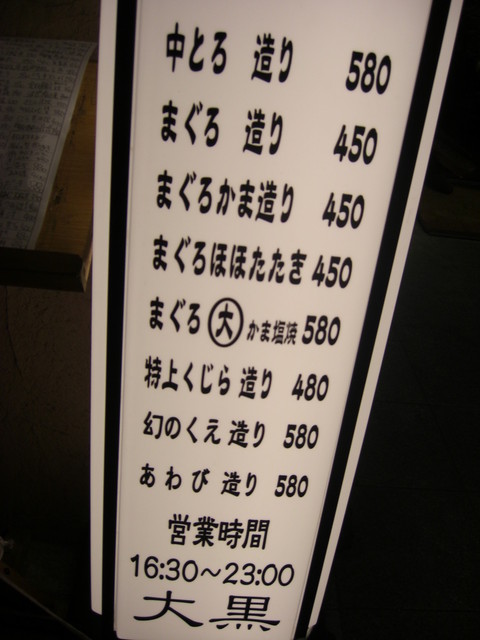 中とろ 造り 580
まぐろ 造り 450
まぐろかま造り 450
まぐろほほたたき 450
まぐろ 大 かま塩焼 580
特上くじら 造り 480
幻のくえ 造り 580
あわび 造り 580
営業時間
16:30～23:00
大黒